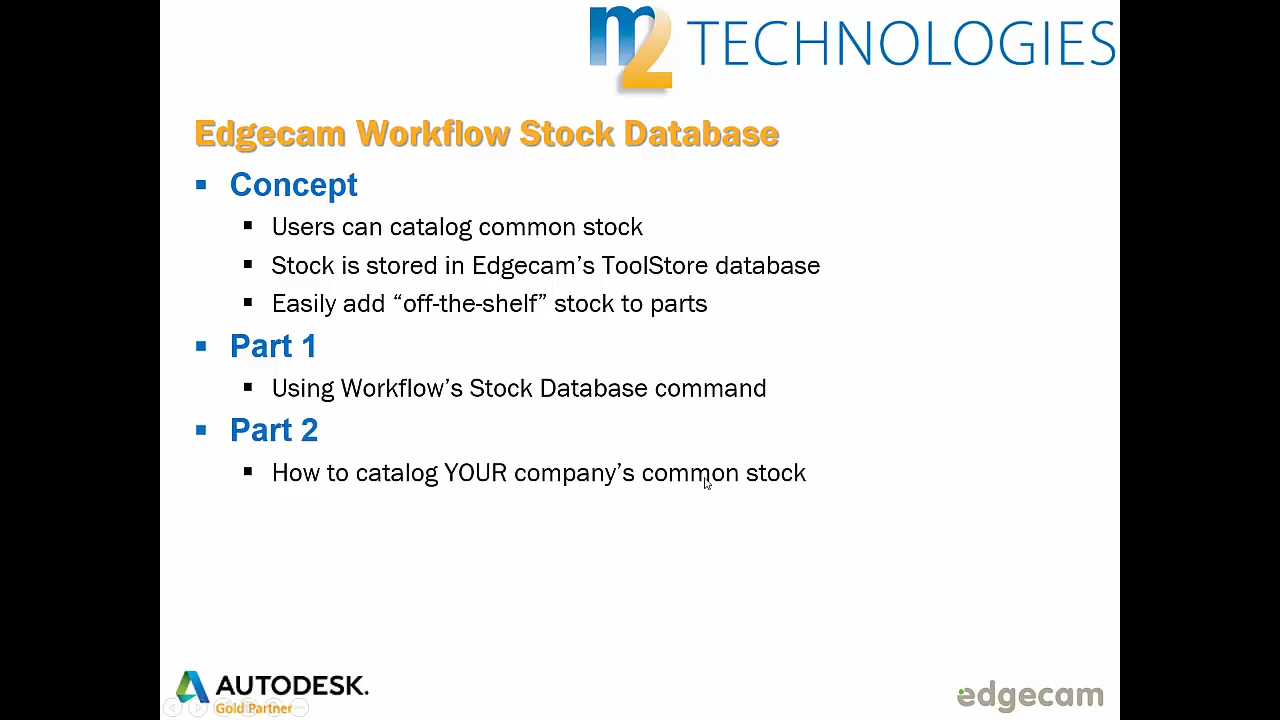 m2 TECHNOLOGIES
Edgecam Workflow Stock Database
Concept
Users can catalog common stock
Stock is stored in Edgecam's ToolStore database
Easily add “off-the-shelf” stock to parts
Part 1
Using Workflow's Stock Database command
Part 2
How to catalog YOUR company's common stock
AUTODESK.
Gold Partner
edgecam